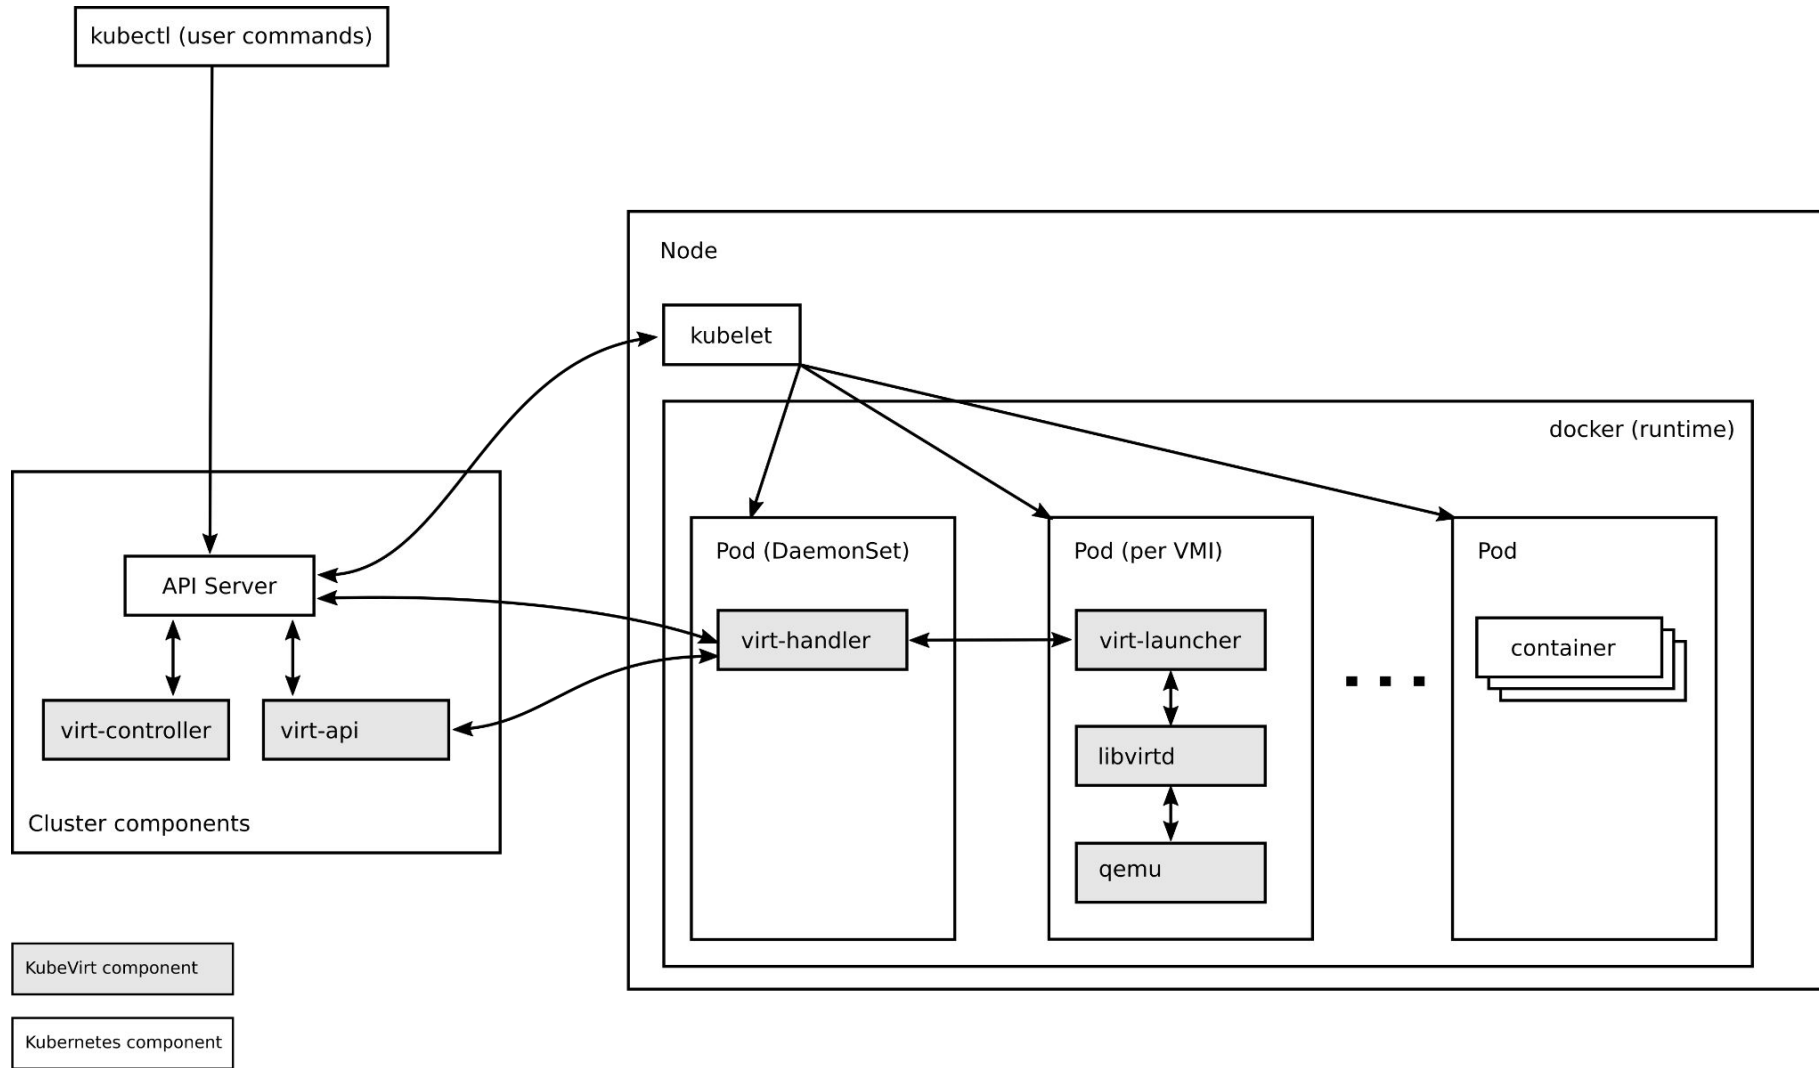 kubectl (user commands)
Node
kubelet
docker (runtime)
Pod (DaemonSet)
Pod (per VMI)
Pod
API Server
virt-handler
virt-launcher
container
virt-controller
virt-api
libvirtd
Cluster components
qemu
KubeVirt component
Kubernetes component